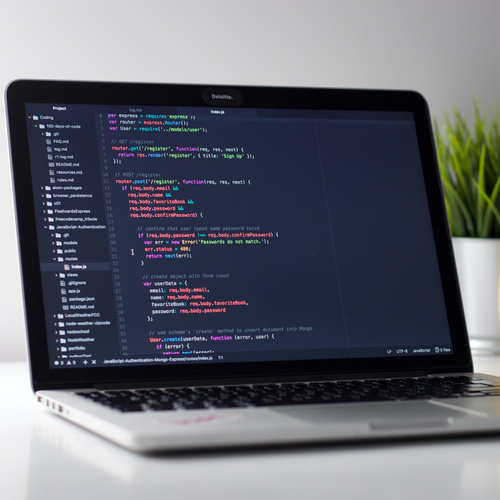 Deloitte.
Project
log.md
index.js
Coding
100-days-of-code
.git
FAQ.md
log.md
r1-log.md
README.md
resources.md
rules.md
atom-packages
browser_persistence
FlashcardsExpress
freecodecamp_tribute
JavaScript-Authentication
.git
models
public
routes
index.js
views
.gitignore
app.js
package.json
README.md
LocalWeatherFCC
node-weather-zipcode
nodeschool
NodeWeather
portfolio
var express = require('express');
var router = express.Router();
var User = require('../models/user');
// GET /register
router.get('/register', function(req, res, next) {
return res.render('register', { title: 'Sign Up' });
});
// POST /register
router.post('/register', function(req, res, next) {
if (req.body.email &&
req.body.name &&
req.body.favoriteBook &&
req.body.password &&
req.body.confirmPassword) {
// confirm that user typed same password twice
if (req.body.password !== req.body.confirmPassword) {
var err = new Error('Passwords do not match.');
err.status = 400;
return next(err);
}
// create object with form input
var userData = {
email: req.body.email,
name: req.body.name,
favoriteBook: req.body.favoriteBook,
password: req.body.password
};
// use schema's `create` method to insert document into Mongo
User.create(userData, function (error, user) {
if (error) {
return next(error);
JavaScript-Authentication-Mongo-Express/routes/index.js 1:1
LF UTF-8 JavaScript 0 files